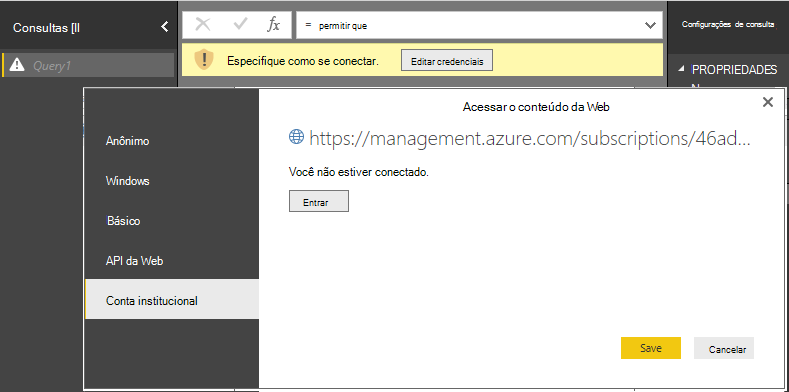 Consultas [II
fx
= permitir que
Configurações de consulta
Query1
Especifique como se conectar.
Editar credenciais
PROPRIEDADES
Acessar o conteúdo da Web
https://management.azure.com/subscriptions/46ad...
Você não estiver conectado.
Entrar
Anônimo
Windows
Básico
API da Web
Conta institucional
Save
Cancelar